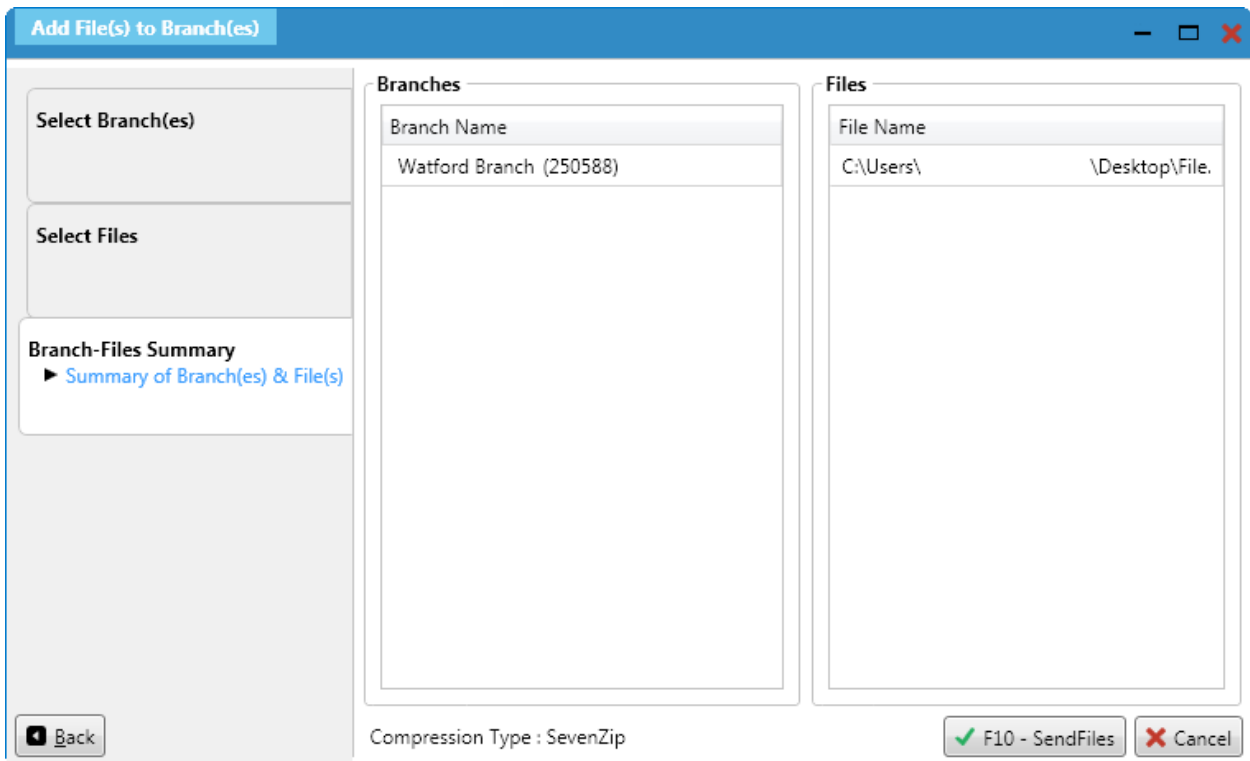 Add File(s) to Branch(es)
Select Branch(es)
Select Files
Branch-Files Summary
Summary of Branch(es) & File(s)
Branches
Branch Name
Watford Branch (250588)
Files
File Name
C:\Users\ \Desktop\File.
Back
Compression Type : SevenZip
F10 - SendFiles
Cancel